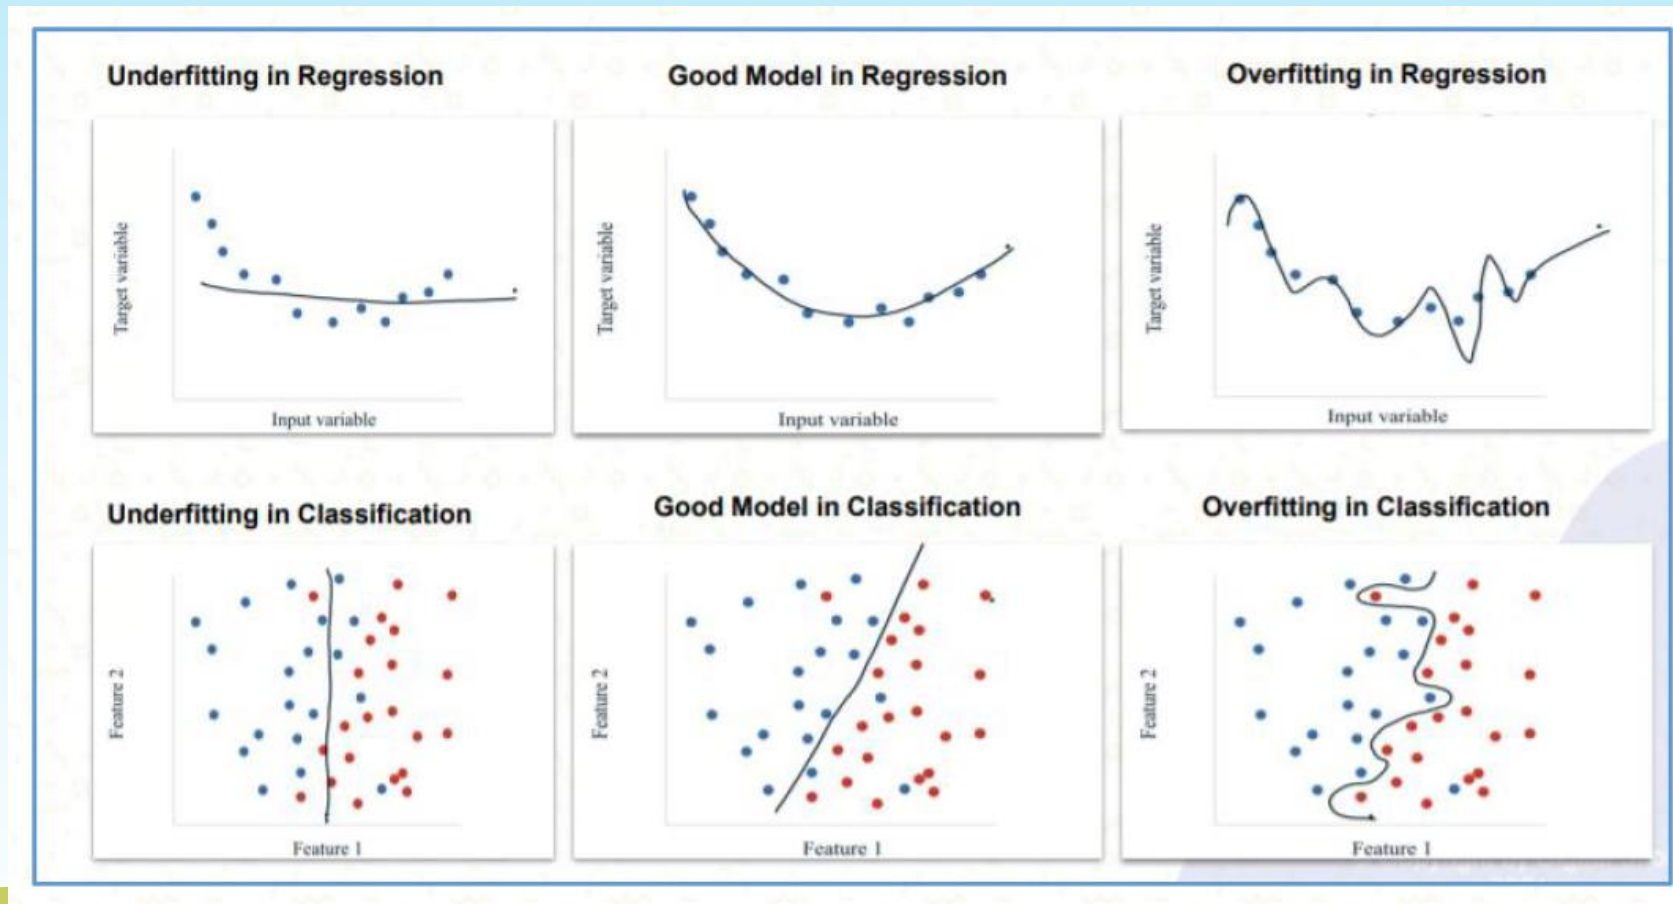 Underfitting in Regression
Good Model in Regression
Overfitting in Regression
Target variable
Input variable
Target variable
Input variable
Target variable
Input variable
Underfitting in Classification
Good Model in Classification
Overfitting in Classification
Feature 2
Feature 1
Feature 2
Feature 1
Feature 2
Feature 1